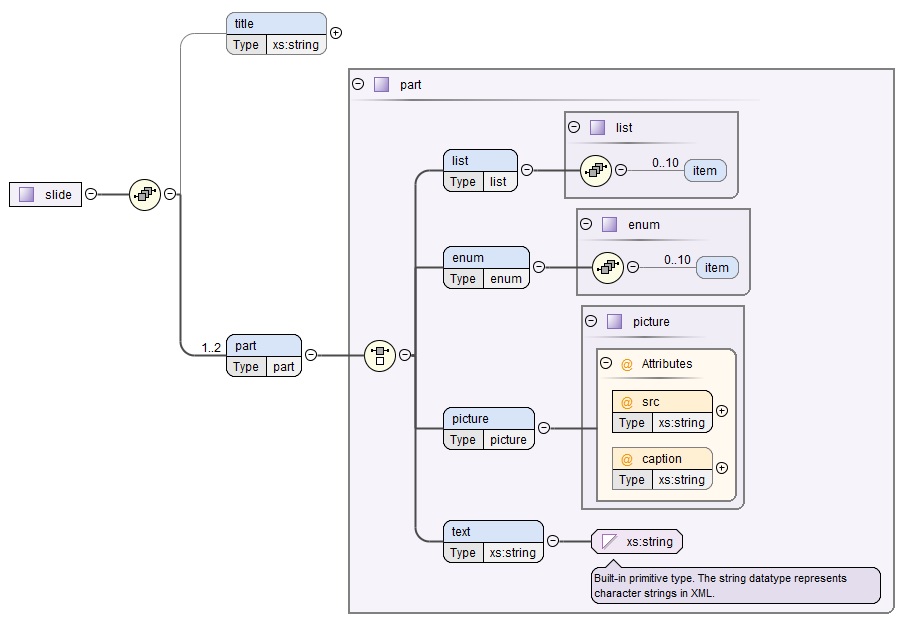 title
Type xs:string
part
list
list
0..10 item
Type list
slide
enum
enum
0..10 item
Type enum
picture
1..2 part
Type part
@ Attributes
@ src
Type xs:string
picture
Type picture
@ caption
Type xs:string
text
Type xs:string
xs:string
Built-in primitive type. The string datatype represents
character strings in XML.